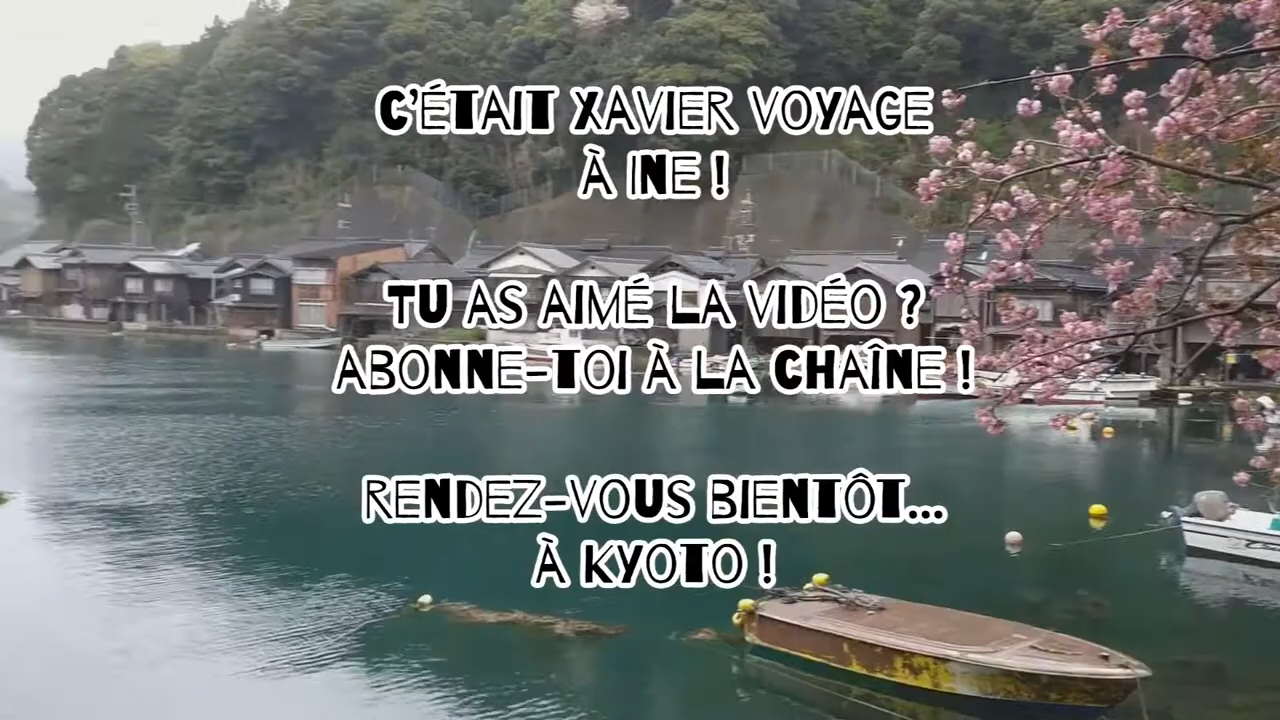 C'ÉTAIT XAVIER VOYAGE
À INE !
TU AS AIMÉ LA VIDÉO ?
ABONNE-TOI À LA CHAÎNE !
RENDEZ-VOUS BIENTÔT...
À KYOTO !